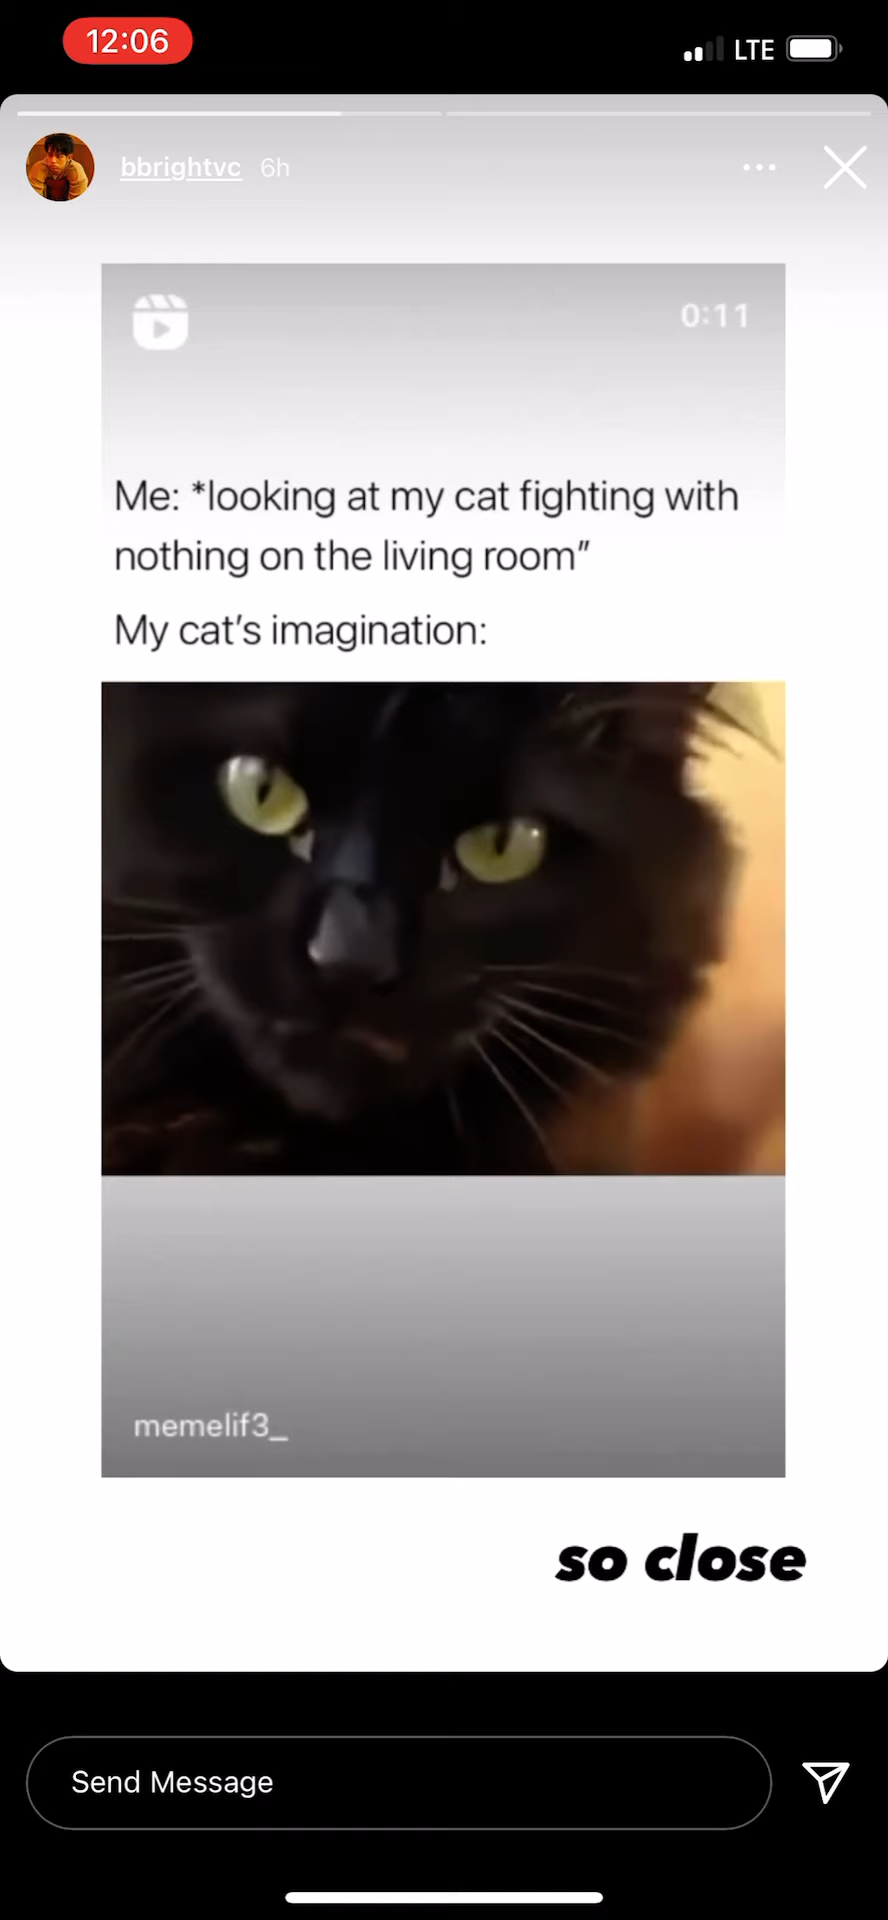 12:06
LTE
bbrightvc 6h
0:11
Me: *looking at my cat fighting with
nothing on the living room”
My cat’s imagination:
memelif3_
so close
Send Message